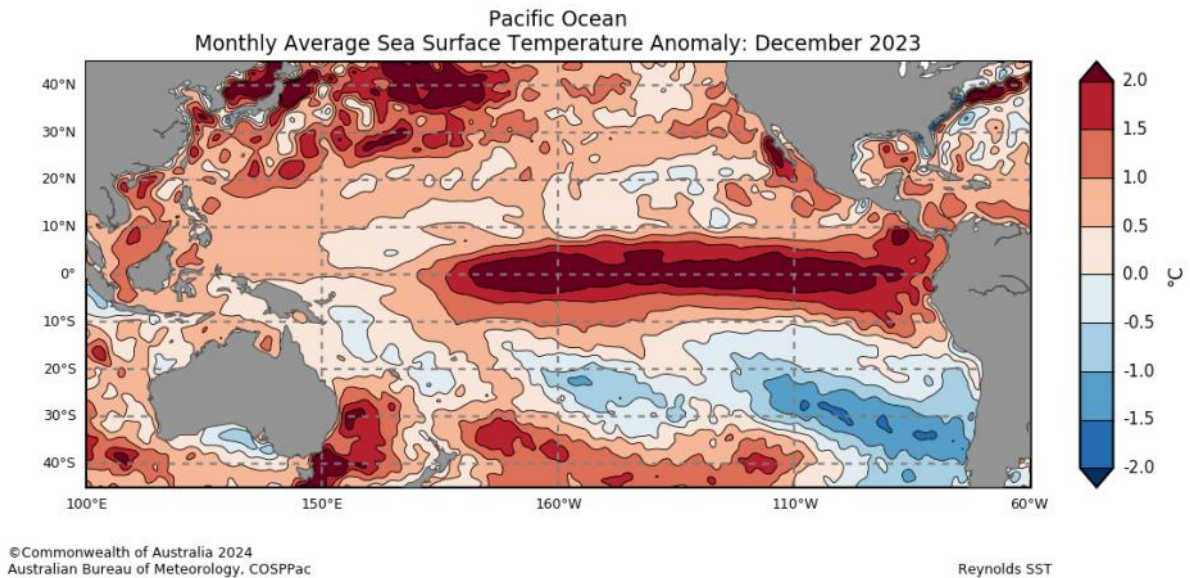 Pacific Ocean
Monthly Average Sea Surface Temperature Anomaly: December 2023
40°N
30°N
20°N
10°N
0°
10°S
20°S
30°S
40°S
100°E
150°E
160°W
110°W
60°W
2.0
1.5
1.0
0.5
0.0
-0.5
-1.0
-1.5
-2.0
°C
©Commonwealth of Australia 2024
Australian Bureau of Meteorology, COSPPac
Reynolds SST